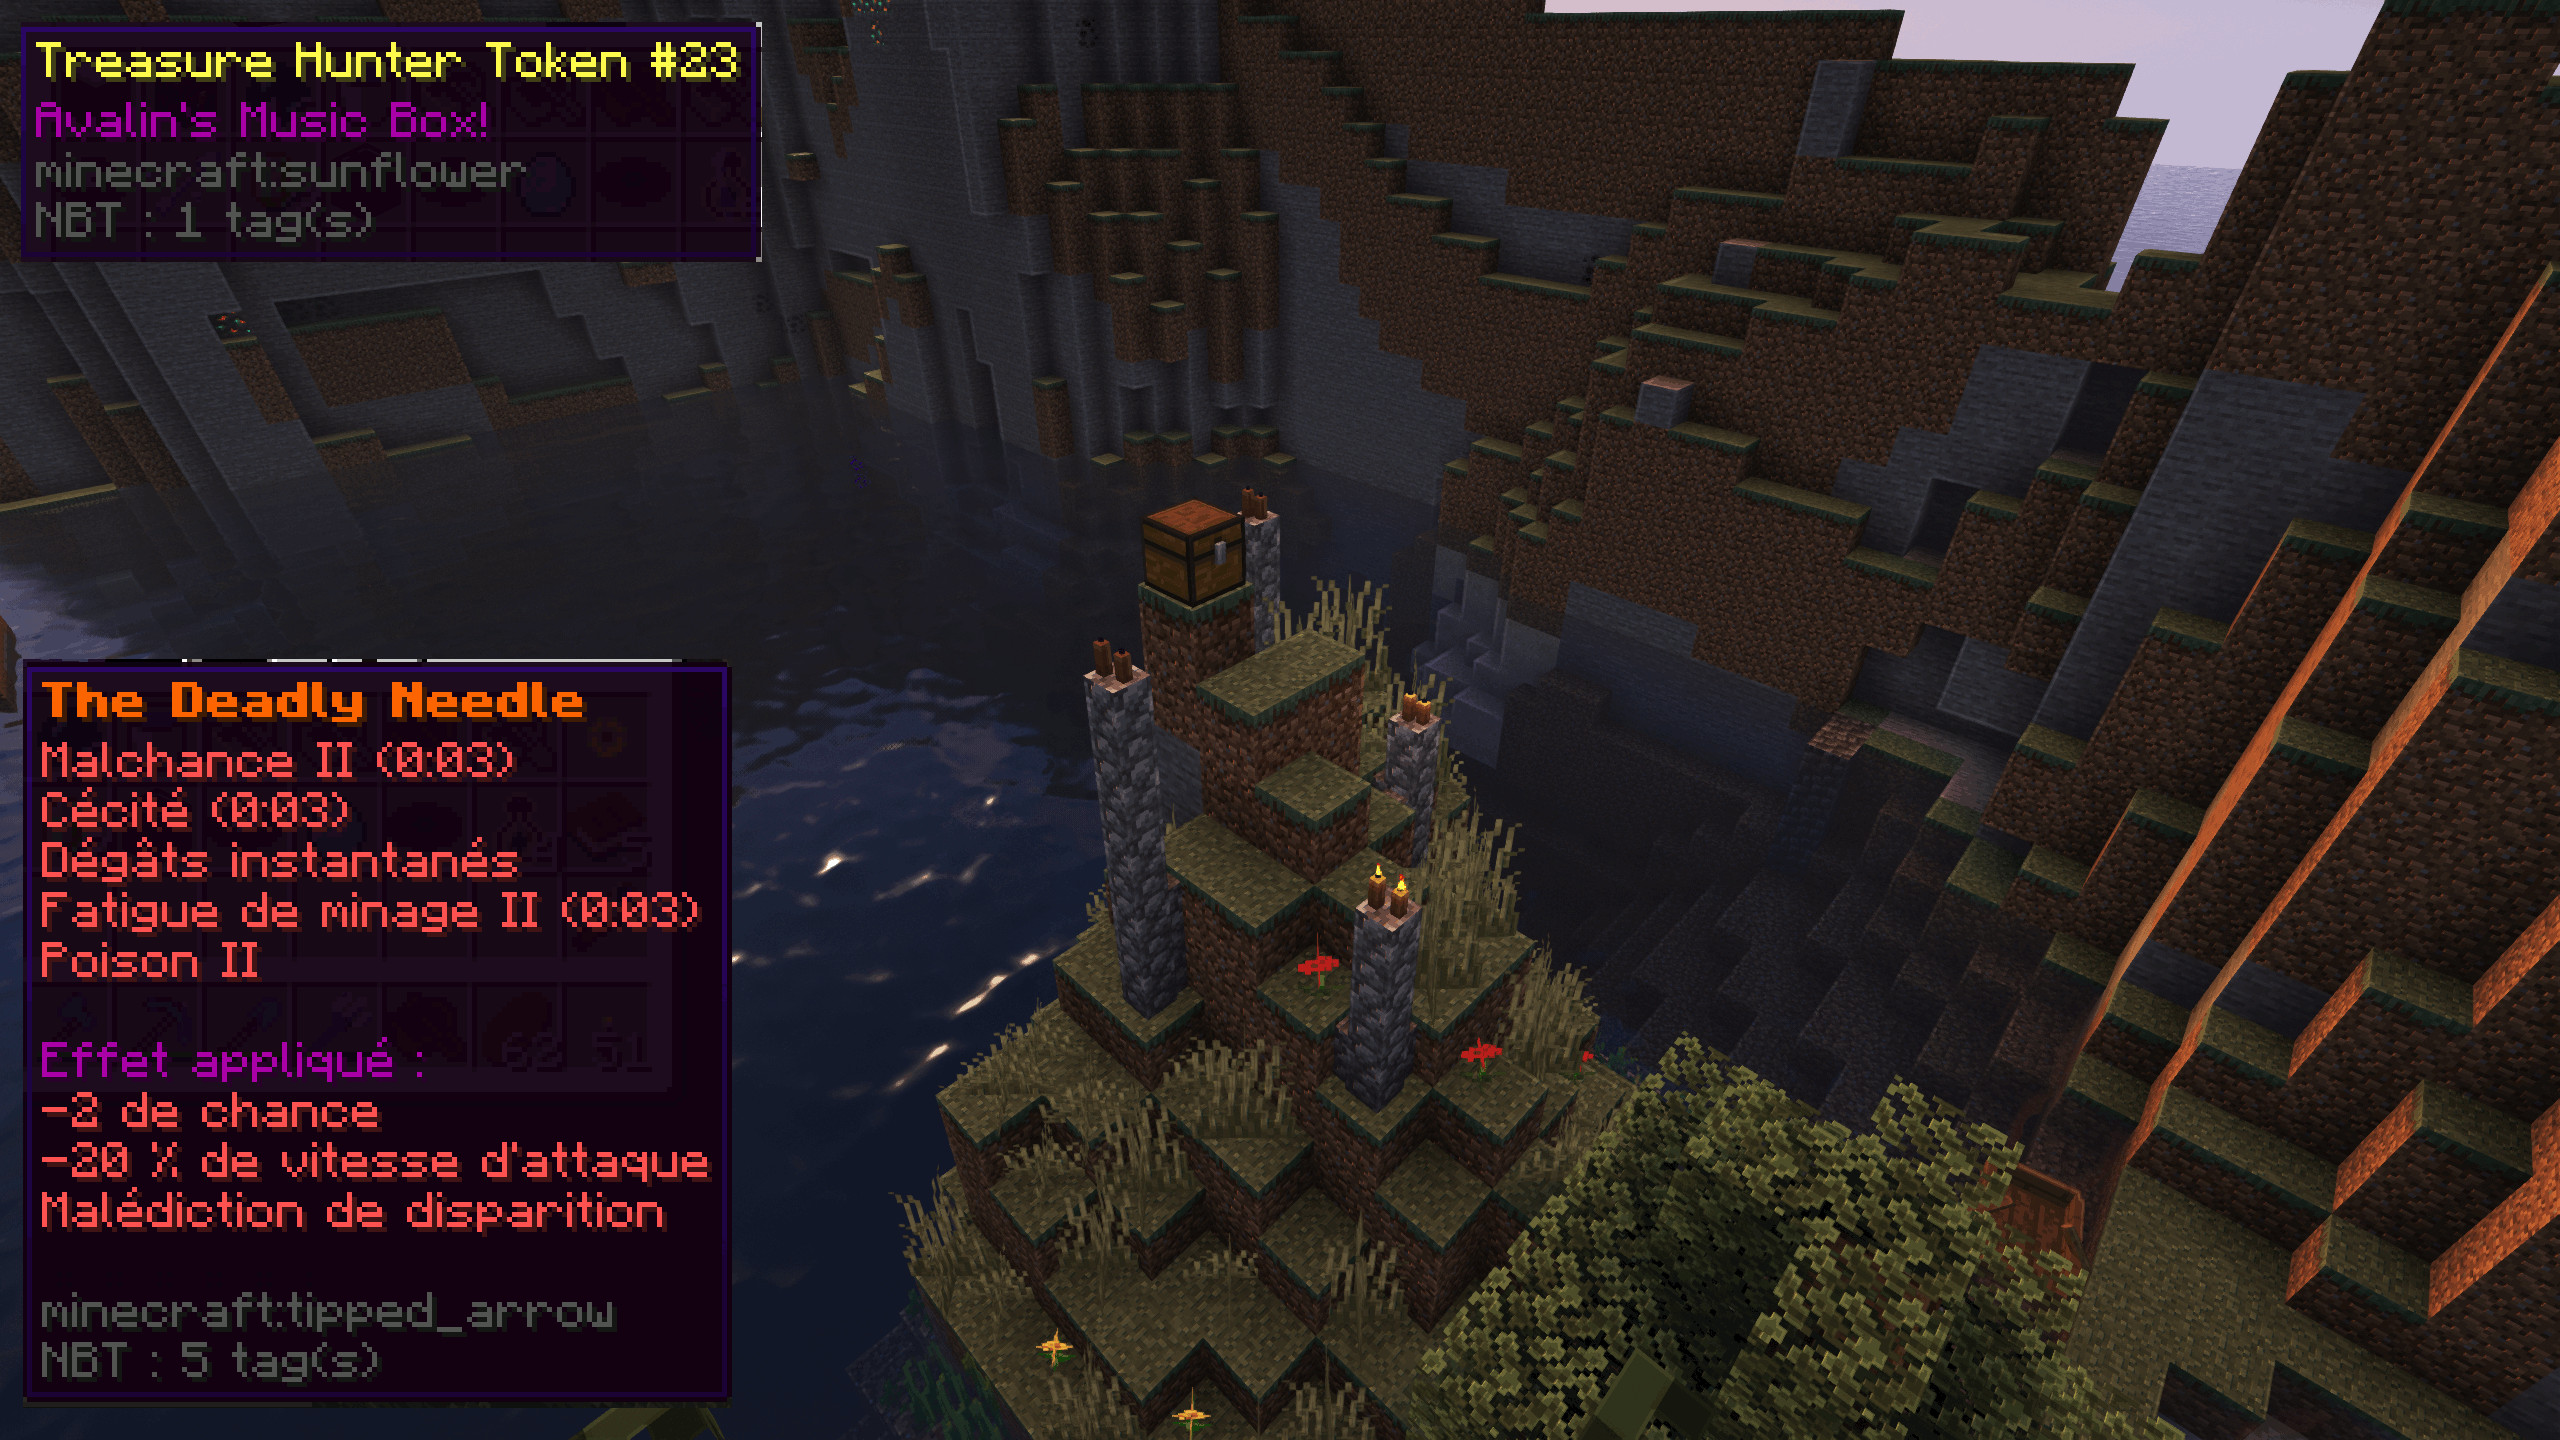 Treasure Hunter Token #23
Avalin's Music Box!
minecraft:sunflower
NBT : 1 tag(s)
The Deadly Needle
Malchance II (0:03)
Cécité (0:03)
Dégâts instantanés
Fatigue de minage II (0:03)
Poison II
Effet appliqué :
-2 de chance
-20 % de vitesse d'attaque
Malédiction de disparition
minecraft:tipped_arrow
NBT : 5 tag(s)